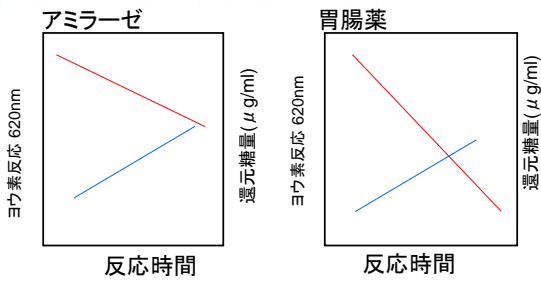 アミラーゼ
ヨウ素反応 620nm
還元糖量(μg/ml)
反応時間
胃腸薬
ヨウ素反応 620nm
還元糖量(μg/ml)
反応時間